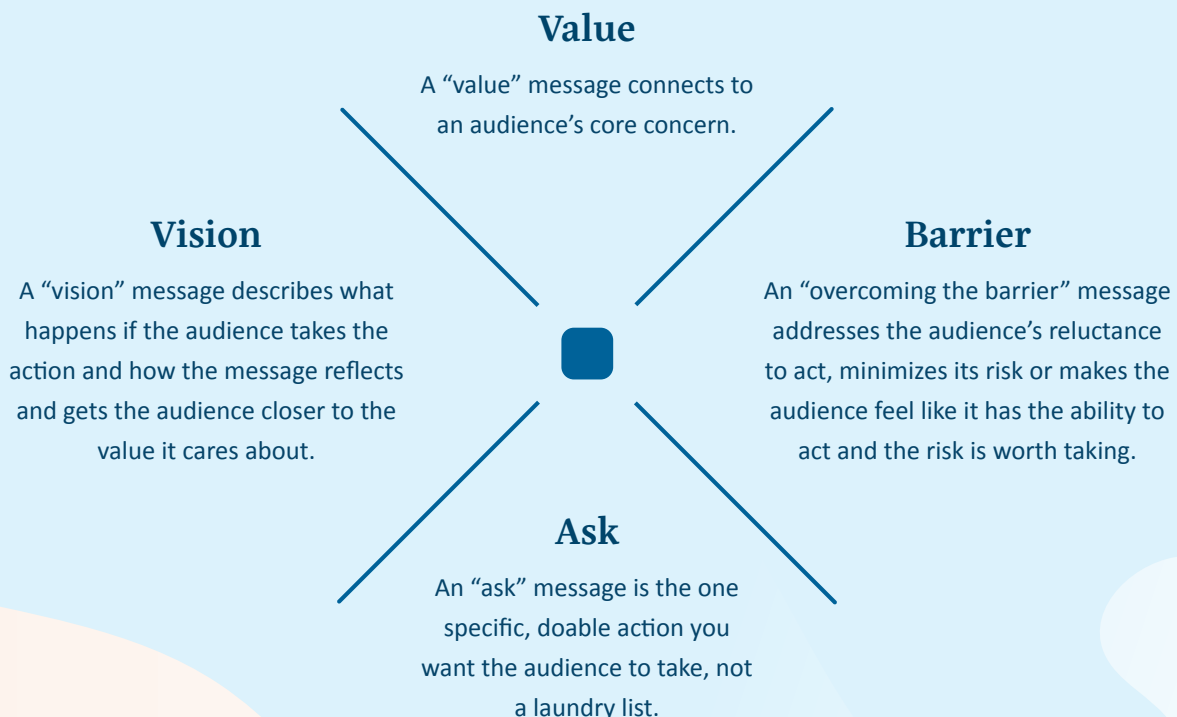 Value
A “value” message connects to
an audience’s core concern.
Vision
A “vision” message describes what
happens if the audience takes the
action and how the message reflects
and gets the audience closer to the
value it cares about.
Barrier
An “overcoming the barrier” message
addresses the audience’s reluctance
to act, minimizes its risk or makes the
audience feel like it has the ability to
act and the risk is worth taking.
Ask
An “ask” message is the one
specific, doable action you
want the audience to take, not
a laundry list.